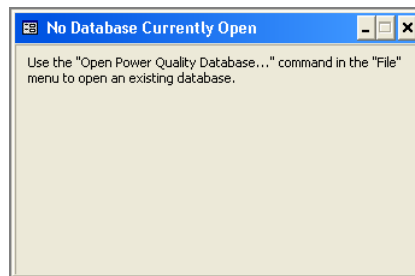 No Database Currently Open
Use the "Open Power Quality Database..." command in the "File"
menu to open an existing database.